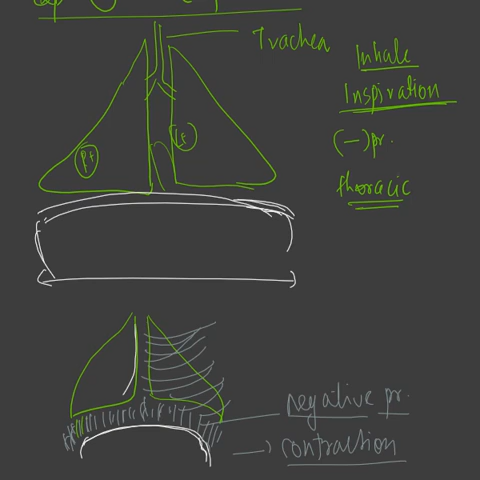 Trachea
Inhale
Inspiration
(-) pr.
thoracic
Rt
Lt
negative pr.
contraction